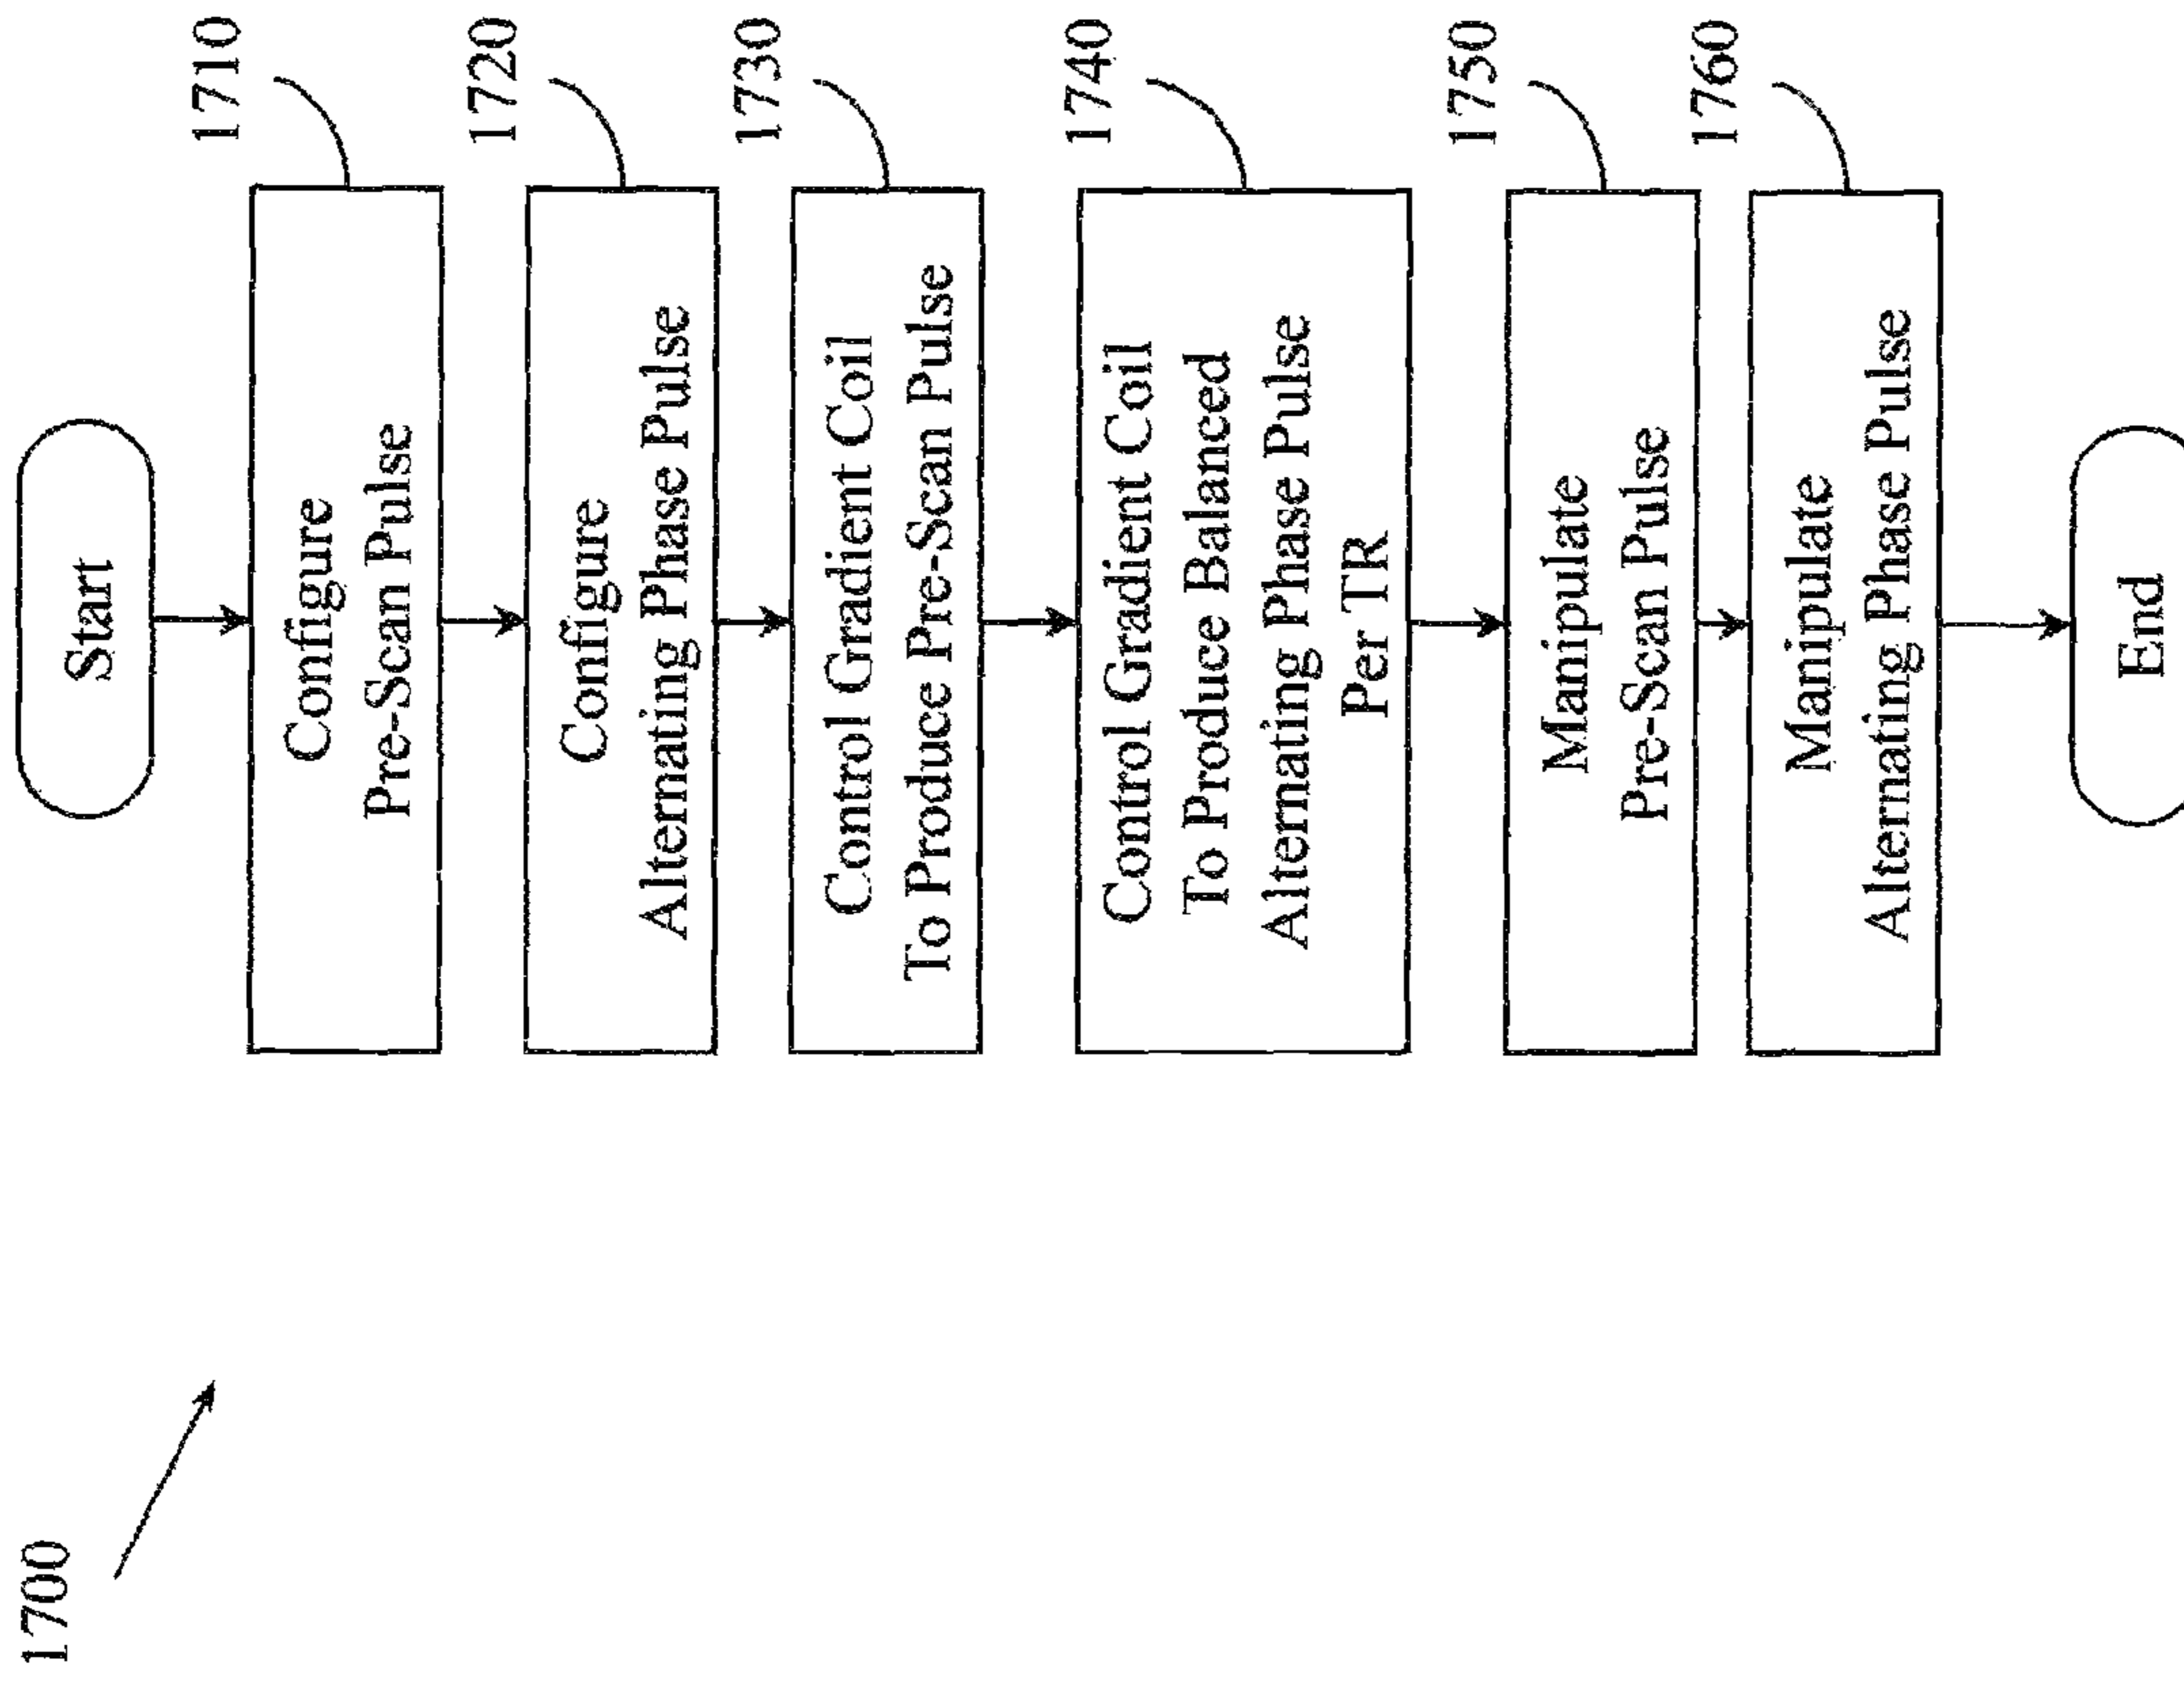 1700
Start
Configure
Pre-Scan Pulse
1710
Configure
Alternating Phase Pulse
1720
Control Gradient Coil
To Produce Pre-Scan Pulse
1730
Control Gradient Coil
To Produce Balanced
Alternating Phase Pulse
Per TR
1740
Manipulate
Pre-Scan Pulse
1750
Manipulate
Alternating Phase Pulse
1760
End